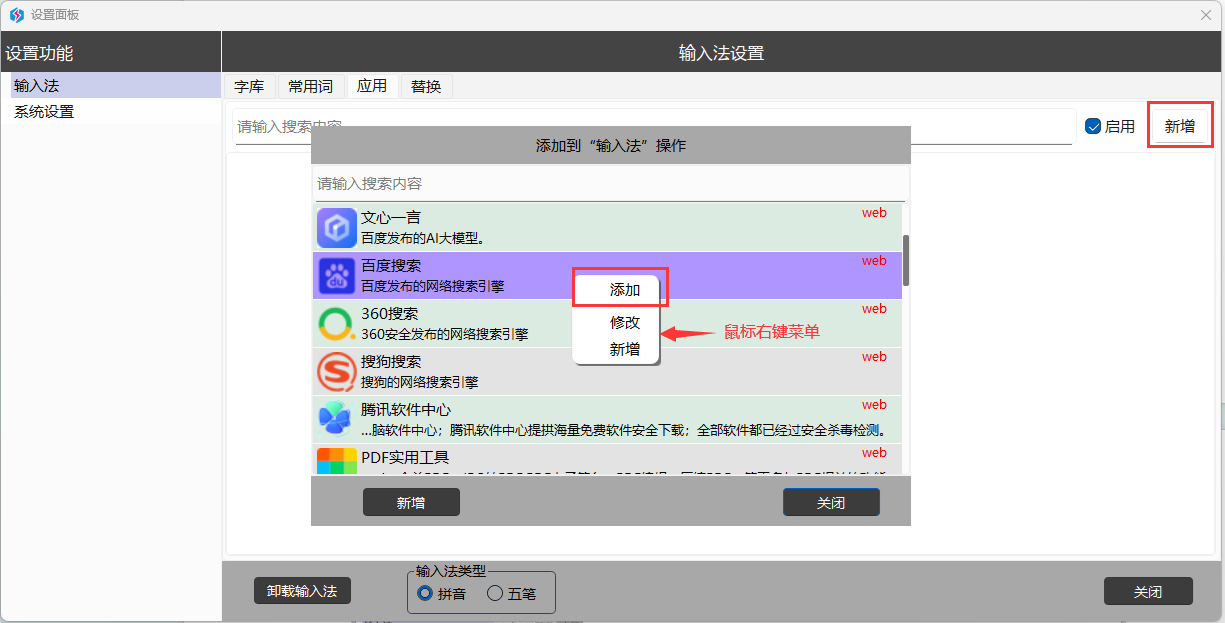 设置面板
设置功能
输入法设置
输入法
系统设置
字库 常用词 应用 替换
请输入搜索内容
启用
新增
添加到“输入法”操作
请输入搜索内容
文心一言
web
百度发布的AI大模型。
百度搜索
web
百度发布的网络搜索引擎
添加
修改
新增
鼠标右键菜单
360搜索
web
360安全发布的网络搜索引擎
搜狗搜索
web
搜狗的网络搜索引擎
腾讯软件中心
web
...脑软件中心；腾讯软件中心提拱海量免费软件安全下载；全部软件都已经过安全杀毒检测。
PDF实用工具
web
新增
关闭
卸载输入法
输入法类型
拼音 五笔
关闭